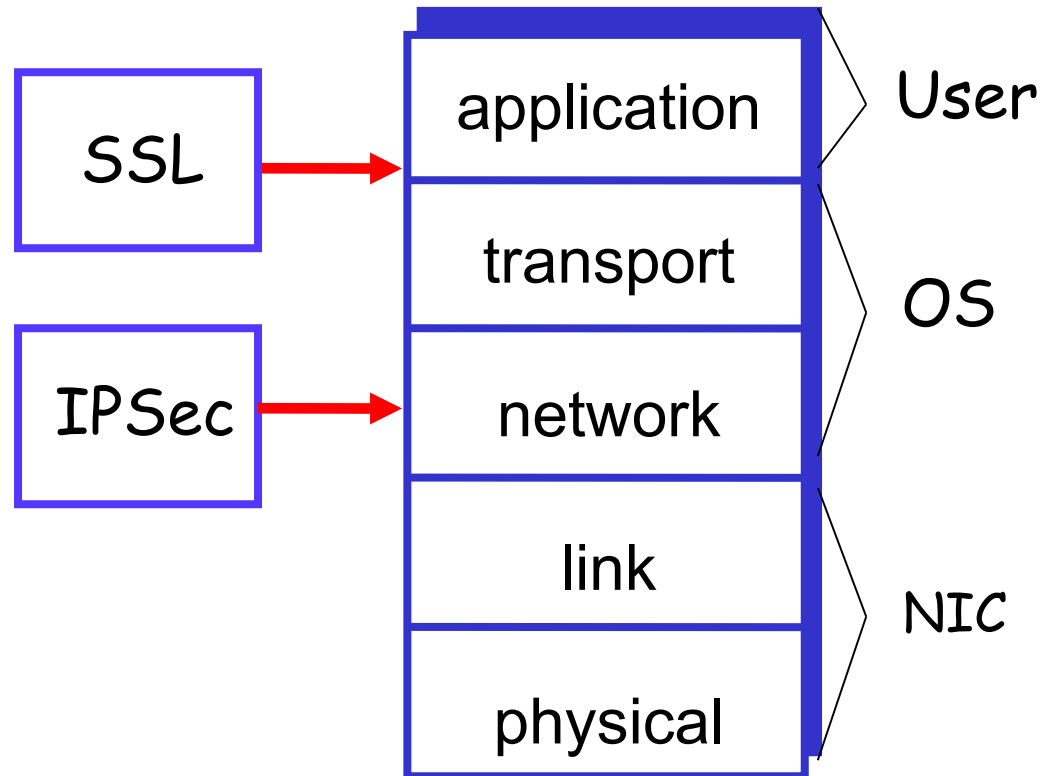 SSL
IPSec
application
transport
network
link
physical
User
OS
NIC